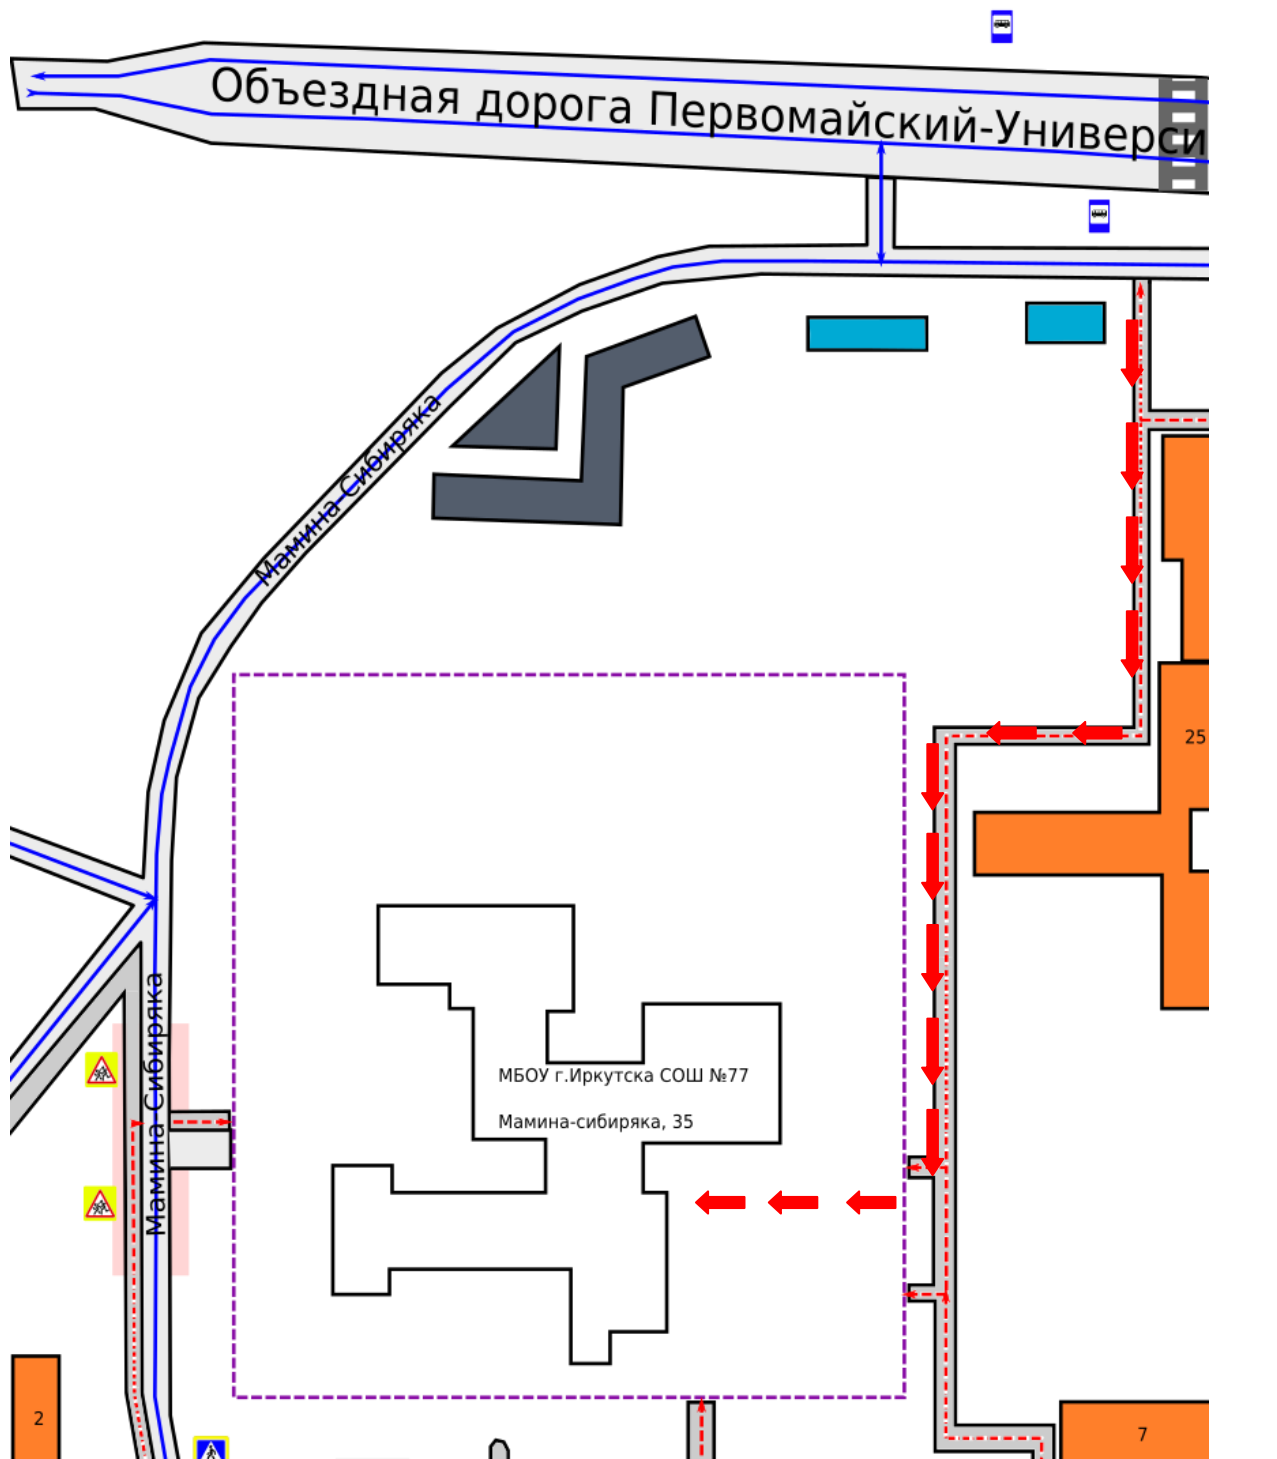 Объездная дорога Первомайский-Универси
Мамина Сибиряка
25
Мамина-Сибиряка
МБОУ г.Иркутска СОШ №77
Мамина-сибиряка, 35
2
7